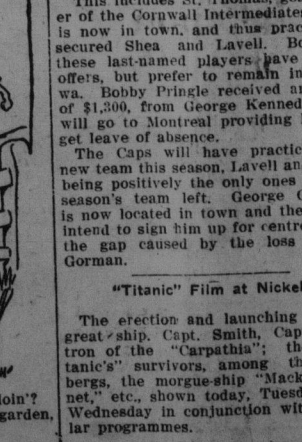 This includes St. Thomas,
er of the Cornwall Intermediates
is now in town, and thus prac
secured Shea and Lavell. Bo
these last-named players have
offers, but prefer to remain in
wa. Bobby Pringle received an
of $1,300, from George Kenned
will go to Montreal providing
get leave of absence.
The Caps will have practic
new team this season, Lavell an
being positively the only ones
season's team left. George G
is now located in town and the
intend to sign him up for centre
the gap caused by the loss
Gorman.
"Titanic" Film at Nickel
The erection and launching
great ship. Capt. Smith, Cap
tron of the "Carpathia"; th
tanic's" survivors, among th
bergs, the morgue-ship "Mack
net," etc., shown today, Tuesd
Wednesday in conjunction wit
lar programmes.
loin'?
garden,